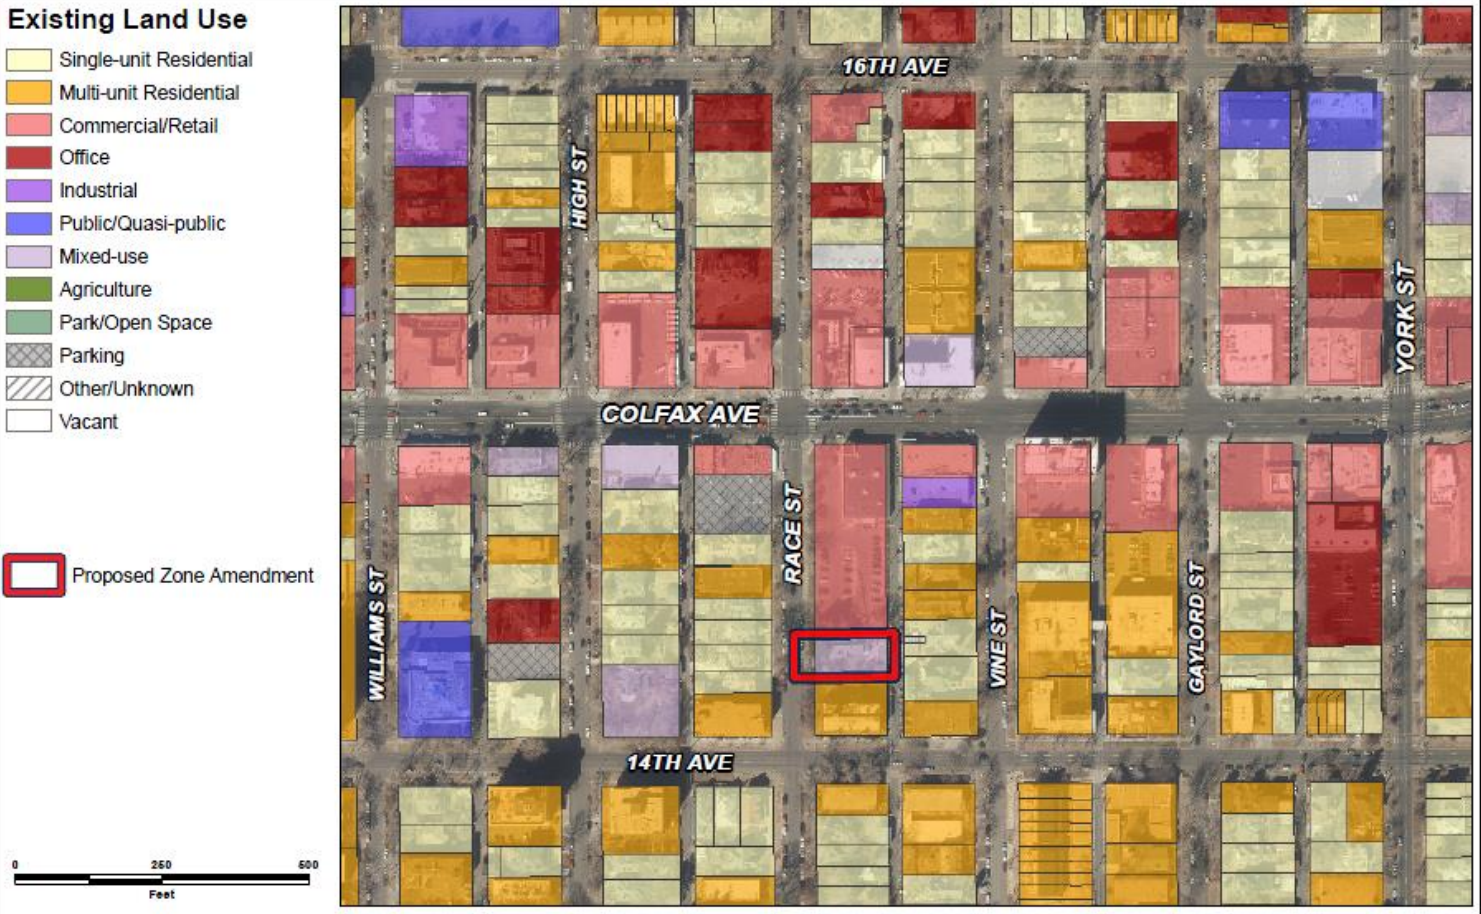 Existing Land Use
Single-unit Residential
Multi-unit Residential
Commercial/Retail
Office
Industrial
Public/Quasi-public
Mixed-use
Agriculture
Park/Open Space
Parking
Other/Unknown
Vacant
Proposed Zone Amendment
0 250 500
Feet
16TH AVE
HIGH ST
YORK ST
COLFAX AVE
RACE ST
WILLIAMS ST
VINE ST
GAYLORD ST
14TH AVE